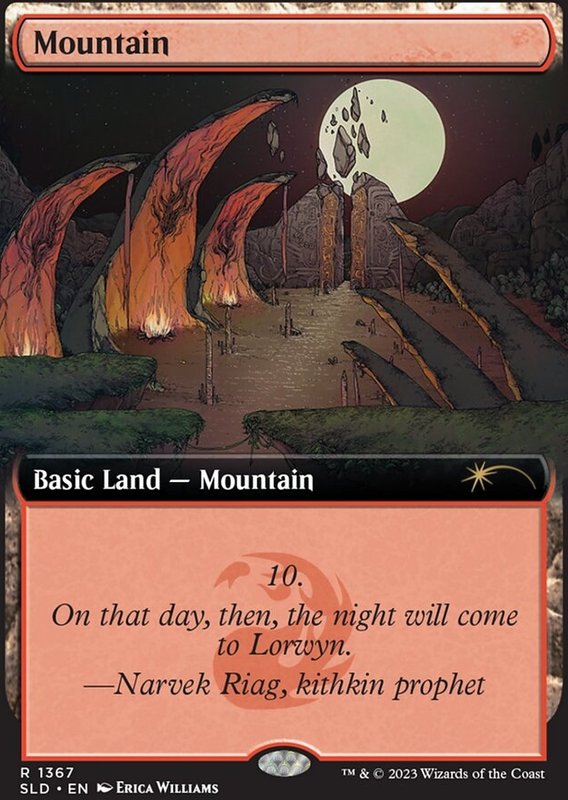 Mountain
Basic Land — Mountain
10.
On that day, then, the night will come
to Lorwyn.
—Narvek Riag, kithkin prophet
R 1367
SLD • EN Erica Williams
™ & © 2023 Wizards of the Coast